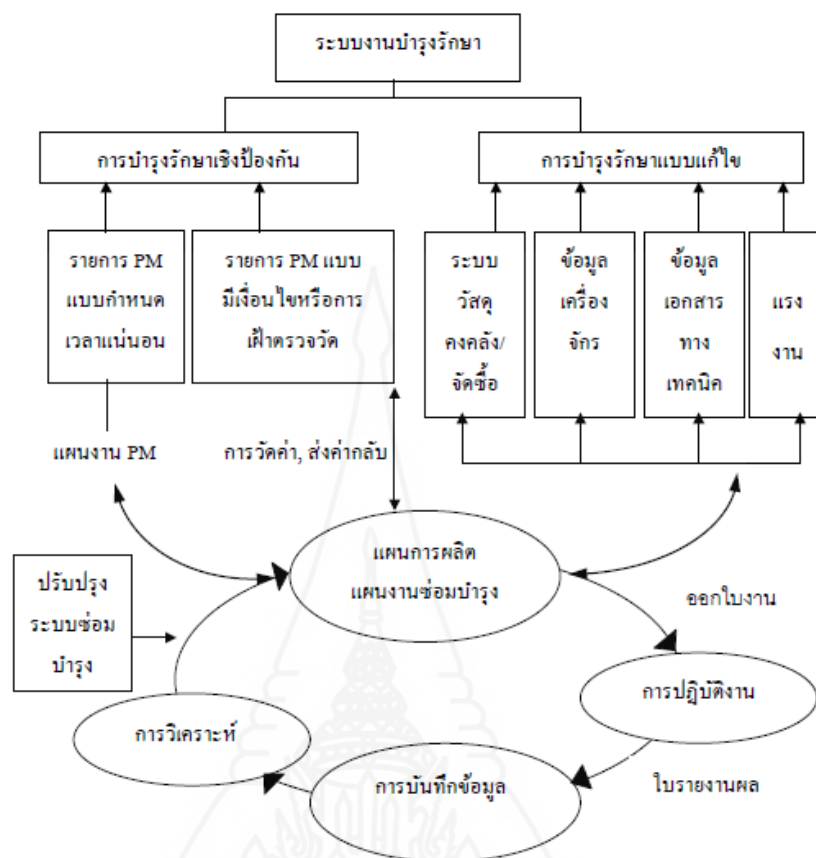 ระบบงานบำรุงรักษา
การบำรุงรักษาเชิงป้องกัน
การบำรุงรักษาแบบแก้ไข
รายการ PM
แบบกำหนด
เวลาแน่นอน
รายการ PM แบบ
มีเงื่อนไขหรือการ
เฝ้าตรวจวัด
ระบบ
วัสดุ
คงคลัง/
จัดซื้อ
ข้อมูล
เครื่อง
จักร
ข้อมูล
เอกสาร
ทาง
เทคนิค
แรง
งาน
แผนงาน PM
การวัดค่า, ส่งค่ากลับ
แผนการผลิต
แผนงานซ่อมบำรุง
ปรับปรุง
ระบบซ่อม
บำรุง
ออกใบงาน
การปฏิบัติงาน
การวิเคราะห์
การบันทึกข้อมูล
ใบรายงานผล